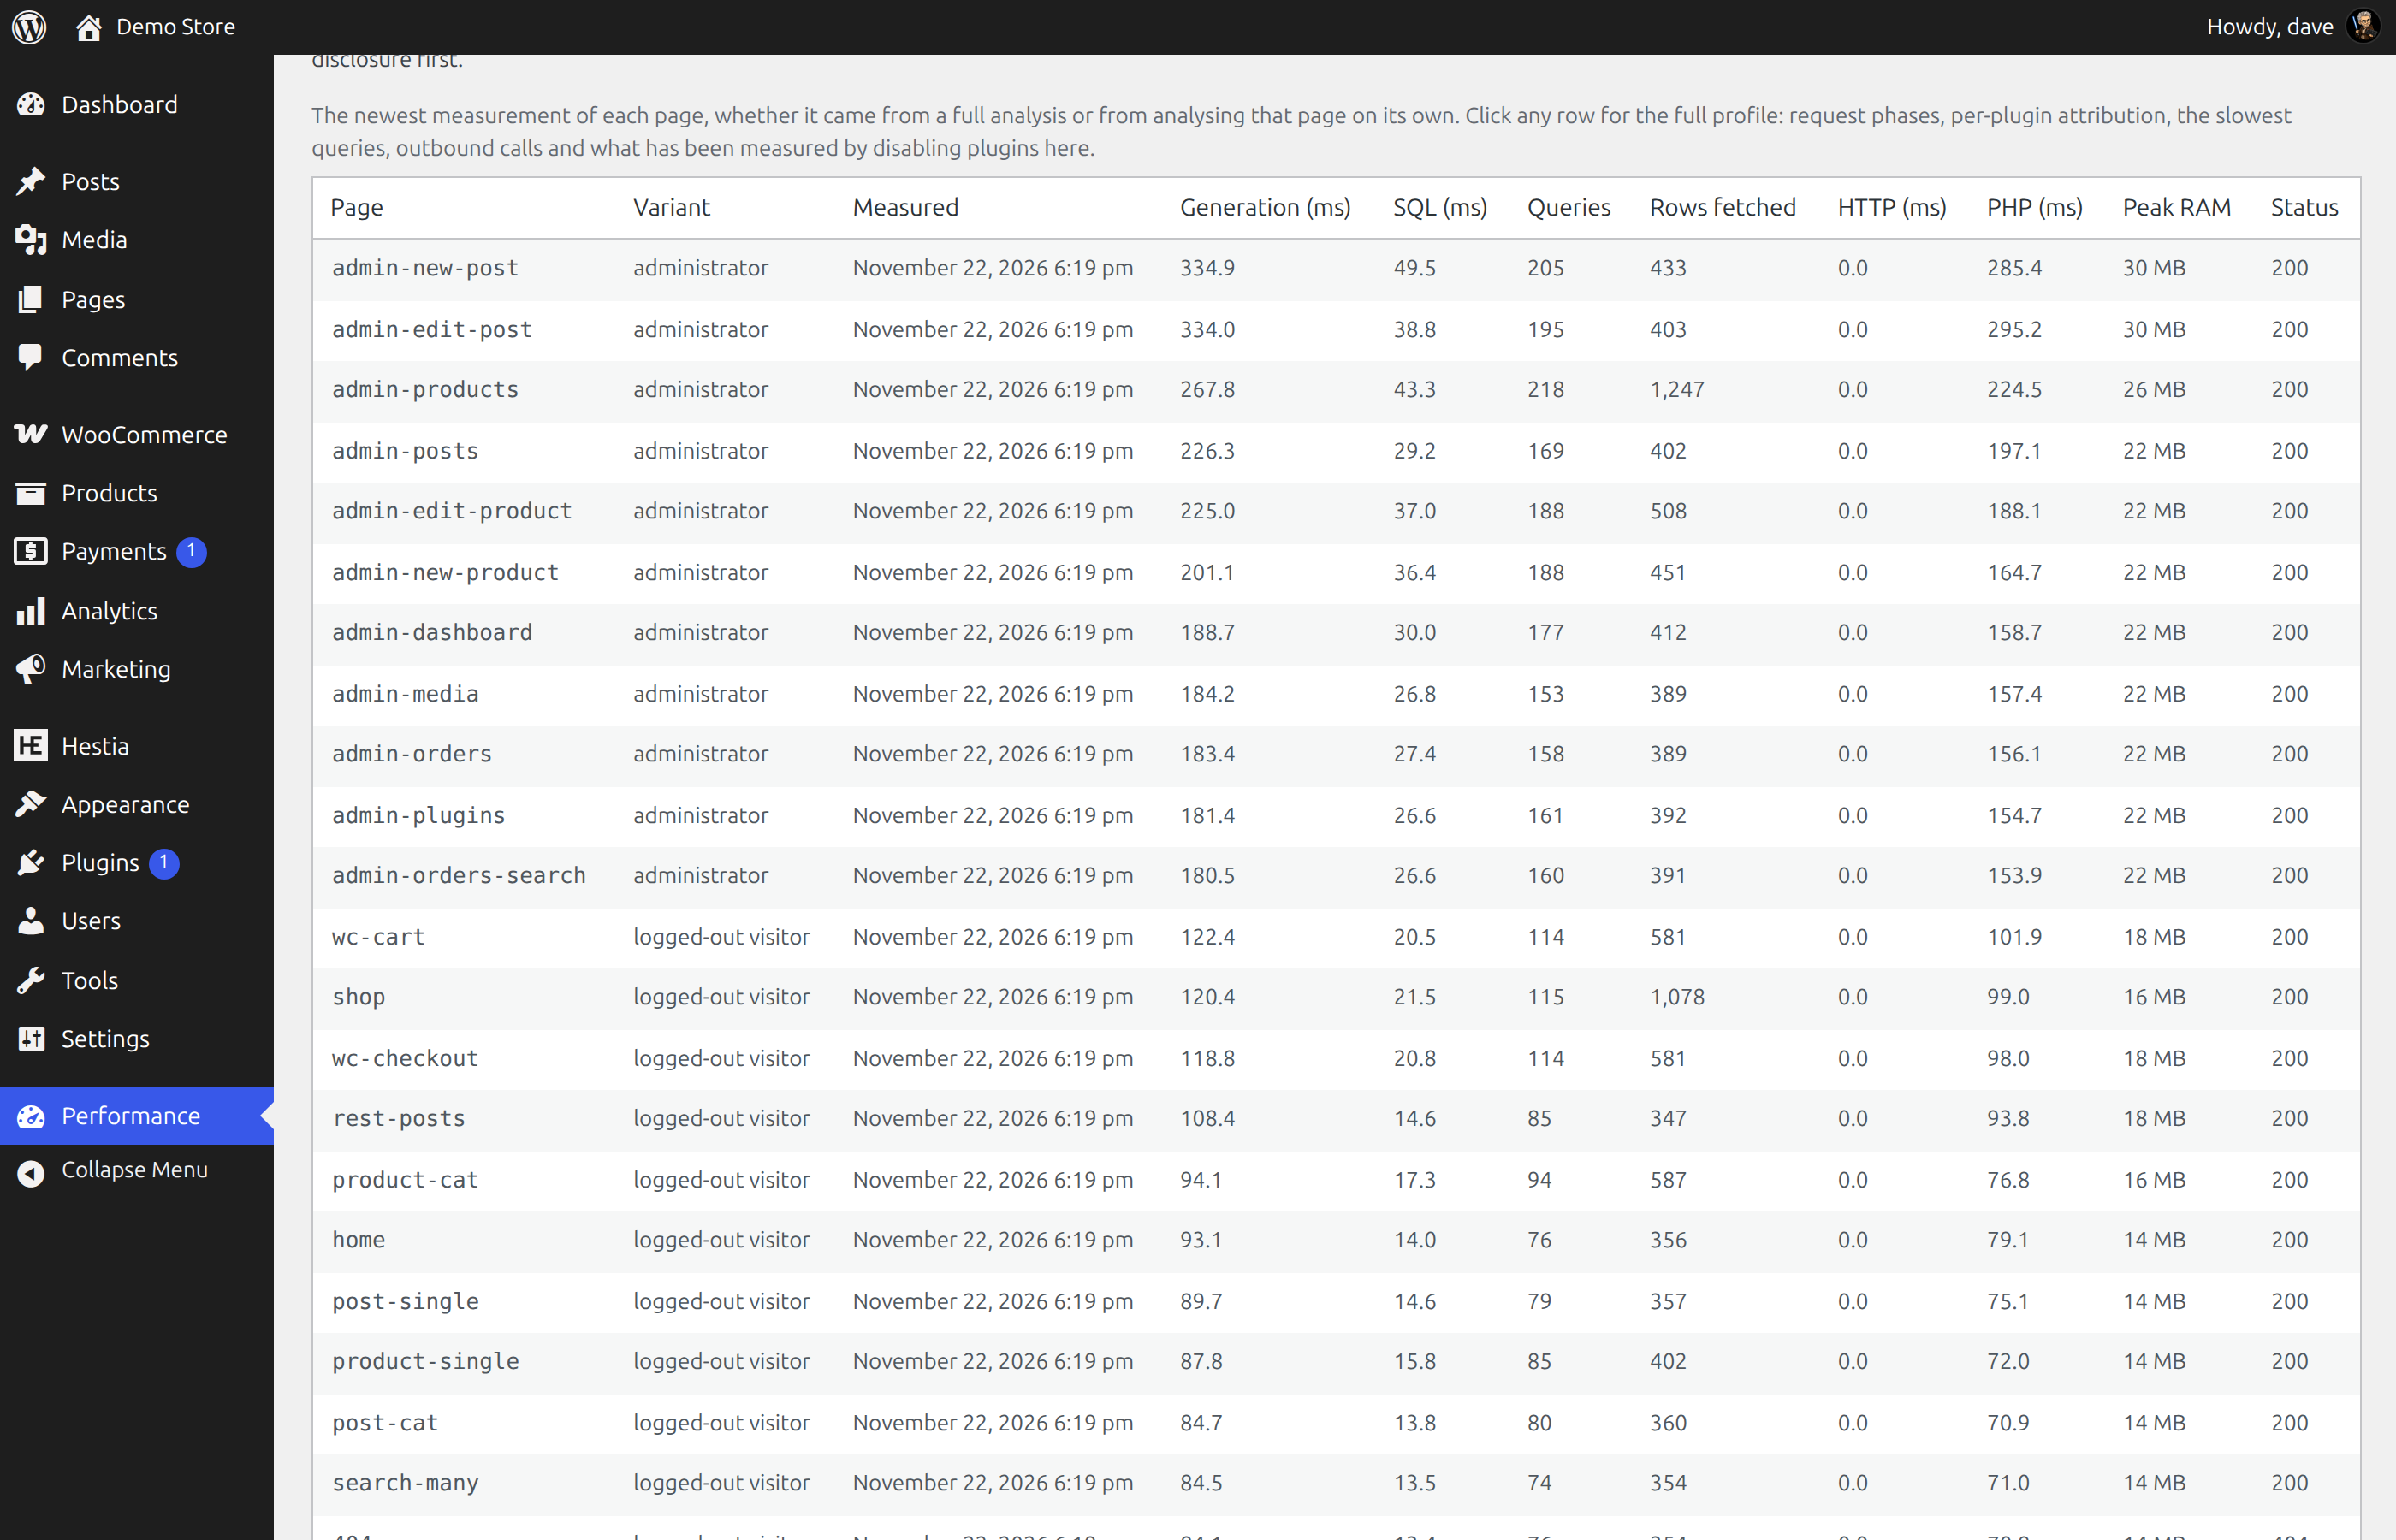 Demo Store
Howdy, dave
Dashboard
Posts
Media
Pages
Comments
WooCommerce
Products
Payments 1
Analytics
Marketing
Hestia
Appearance
Plugins 1
Users
Tools
Settings
Performance
Collapse Menu
disclosure first.
The newest measurement of each page, whether it came from a full analysis or from analysing that page on its own. Click any row for the full profile: request phases, per-plugin attribution, the slowest
queries, outbound calls and what has been measured by disabling plugins here.
Page Variant Measured Generation (ms) SQL (ms) Queries Rows fetched HTTP (ms) PHP (ms) Peak RAM Status
admin-new-post administrator November 22, 2026 6:19 pm 334.9 49.5 205 433 0.0 285.4 30 MB 200
admin-edit-post administrator November 22, 2026 6:19 pm 334.0 38.8 195 403 0.0 295.2 30 MB 200
admin-products administrator November 22, 2026 6:19 pm 267.8 43.3 218 1,247 0.0 224.5 26 MB 200
admin-posts administrator November 22, 2026 6:19 pm 226.3 29.2 169 402 0.0 197.1 22 MB 200
admin-edit-product administrator November 22, 2026 6:19 pm 225.0 37.0 188 508 0.0 188.1 22 MB 200
admin-new-product administrator November 22, 2026 6:19 pm 201.1 36.4 188 451 0.0 164.7 22 MB 200
admin-dashboard administrator November 22, 2026 6:19 pm 188.7 30.0 177 412 0.0 158.7 22 MB 200
admin-media administrator November 22, 2026 6:19 pm 184.2 26.8 153 389 0.0 157.4 22 MB 200
admin-orders administrator November 22, 2026 6:19 pm 183.4 27.4 158 389 0.0 156.1 22 MB 200
admin-plugins administrator November 22, 2026 6:19 pm 181.4 26.6 161 392 0.0 154.7 22 MB 200
admin-orders-search administrator November 22, 2026 6:19 pm 180.5 26.6 160 391 0.0 153.9 22 MB 200
wc-cart logged-out visitor November 22, 2026 6:19 pm 122.4 20.5 114 581 0.0 101.9 18 MB 200
shop logged-out visitor November 22, 2026 6:19 pm 120.4 21.5 115 1,078 0.0 99.0 16 MB 200
wc-checkout logged-out visitor November 22, 2026 6:19 pm 118.8 20.8 114 581 0.0 98.0 18 MB 200
rest-posts logged-out visitor November 22, 2026 6:19 pm 108.4 14.6 85 347 0.0 93.8 18 MB 200
product-cat logged-out visitor November 22, 2026 6:19 pm 94.1 17.3 94 587 0.0 76.8 16 MB 200
home logged-out visitor November 22, 2026 6:19 pm 93.1 14.0 76 356 0.0 79.1 14 MB 200
post-single logged-out visitor November 22, 2026 6:19 pm 89.7 14.6 79 357 0.0 75.1 14 MB 200
product-single logged-out visitor November 22, 2026 6:19 pm 87.8 15.8 85 402 0.0 72.0 14 MB 200
post-cat logged-out visitor November 22, 2026 6:19 pm 84.7 13.8 80 360 0.0 70.9 14 MB 200
search-many logged-out visitor November 22, 2026 6:19 pm 84.5 13.5 74 354 0.0 71.0 14 MB 200